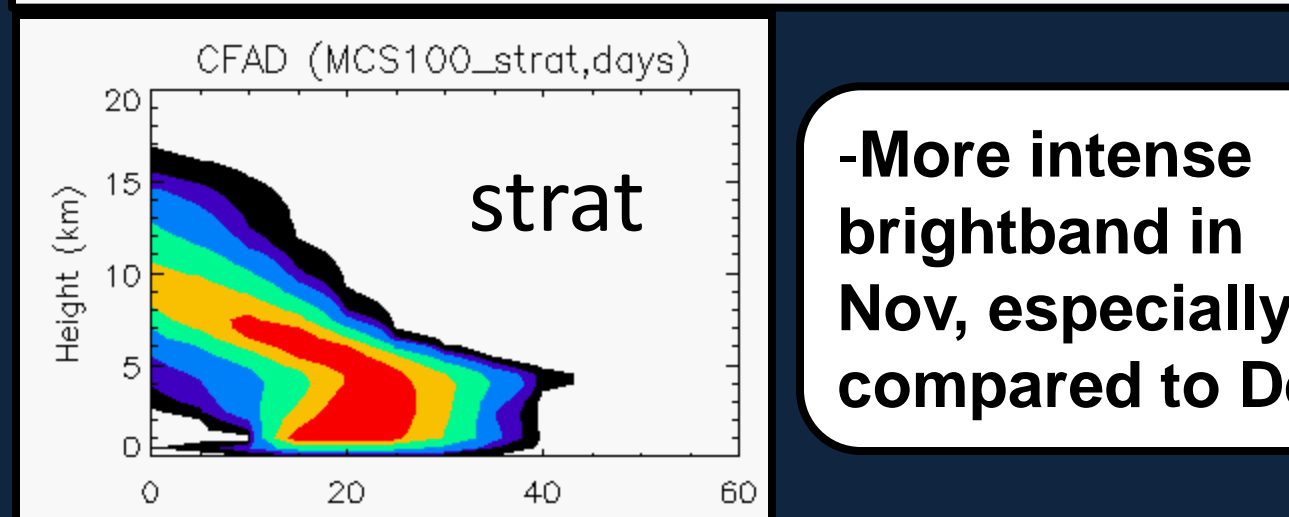 CFAD (MCS100_strat,days)
20
15
10
5
0
Height (km)
strat
0 20 40 60
-More intense
brightband in
Nov, especially
compared to